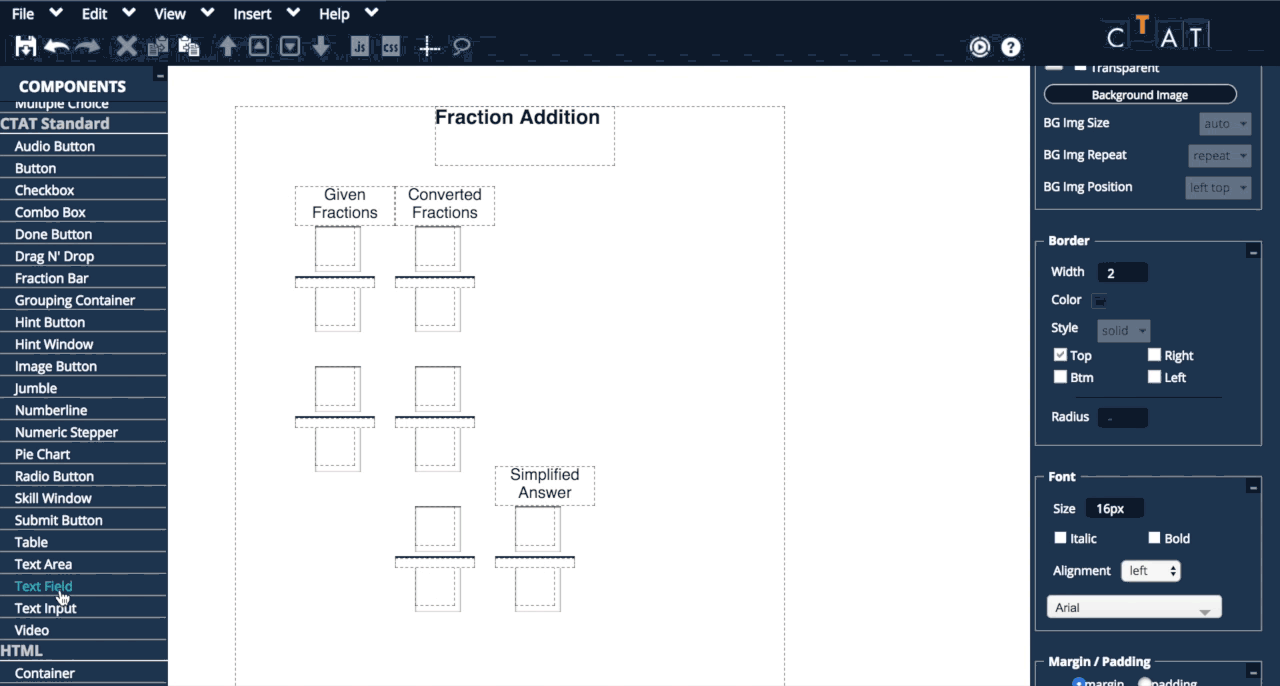 File Edit View Insert Help
js css
CTAT
COMPONENTS
Multiple Choice
CTAT Standard
Audio Button
Button
Checkbox
Combo Box
Done Button
Drag N' Drop
Fraction Bar
Grouping Container
Hint Button
Hint Window
Image Button
Jumble
Numberline
Numeric Stepper
Pie Chart
Radio Button
Skill Window
Submit Button
Table
Text Area
Text Field
Text Input
Video
HTML
Container
Fraction Addition
Given
Fractions
Converted
Fractions
Simplified
Answer
Transparent
Background Image
BG Img Size auto
BG Img Repeat repeat
BG Img Position left top
Border
Width 2
Color
Style solid
Top Right
Btm Left
Radius -
Font
Size 16px
Italic Bold
Alignment left
Arial
Margin / Padding
margin padding